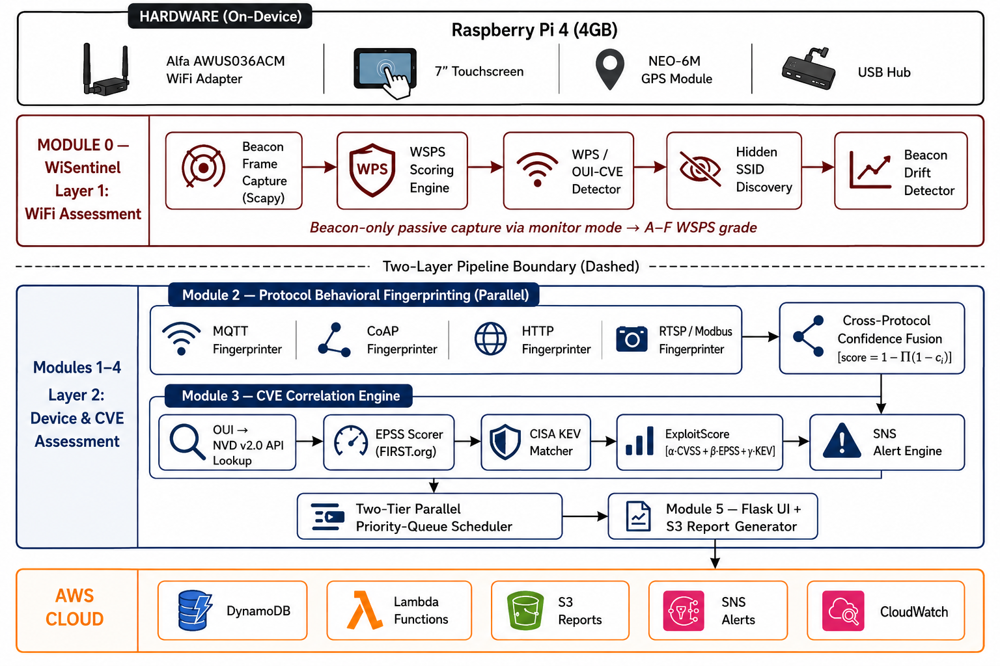 HARDWARE (On-Device)
Raspberry Pi 4 (4GB)
Alfa AWUS036ACM
WiFi Adapter
7” Touchscreen
NEO-6M
GPS Module
USB Hub
MODULE 0 —
WiSentinel
Layer 1:
WiFi Assessment
Beacon
Frame
Capture
(Scapy)
WPS
WSPS
Scoring
Engine
WPS /
OUI-CVE
Detector
Hidden
SSID
Discovery
Beacon
Drift
Detector
Beacon-only passive capture via monitor mode → A–F WSPS grade
Two-Layer Pipeline Boundary (Dashed)
Modules 1–4
Layer 2:
Device & CVE
Assessment
Module 2 — Protocol Behavioral Fingerprinting (Parallel)
MQTT
Fingerprinter
CoAP
Fingerprinter
HTTP
Fingerprinter
RTSP / Modbus
Fingerprinter
Cross-Protocol
Confidence Fusion
[score = 1 − Π(1 − cᵢ)]
Module 3 — CVE Correlation Engine
OUI →
NVD v2.0 API
Lookup
EPSS Scorer
(FIRST.org)
CISA KEV
Matcher
ExploitScore
[α·CVSS + β·EPSS + γ·KEV]
SNS
Alert Engine
Two-Tier Parallel
Priority-Queue Scheduler
Module 5 — Flask UI +
S3 Report Generator
AWS
CLOUD
DynamoDB
Lambda
Functions
S3
Reports
SNS
Alerts
CloudWatch